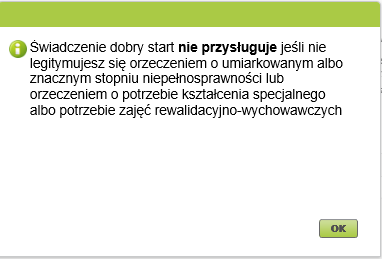 Świadczenie dobry start nie przysługuje jeśli nie
legitymujesz się orzeczeniem o umiarkowanym albo
znacznym stopniu niepełnosprawności lub
orzeczeniem o potrzebie kształcenia specjalnego
albo potrzebie zajęć rewalidacyjno-wychowawczych
OK